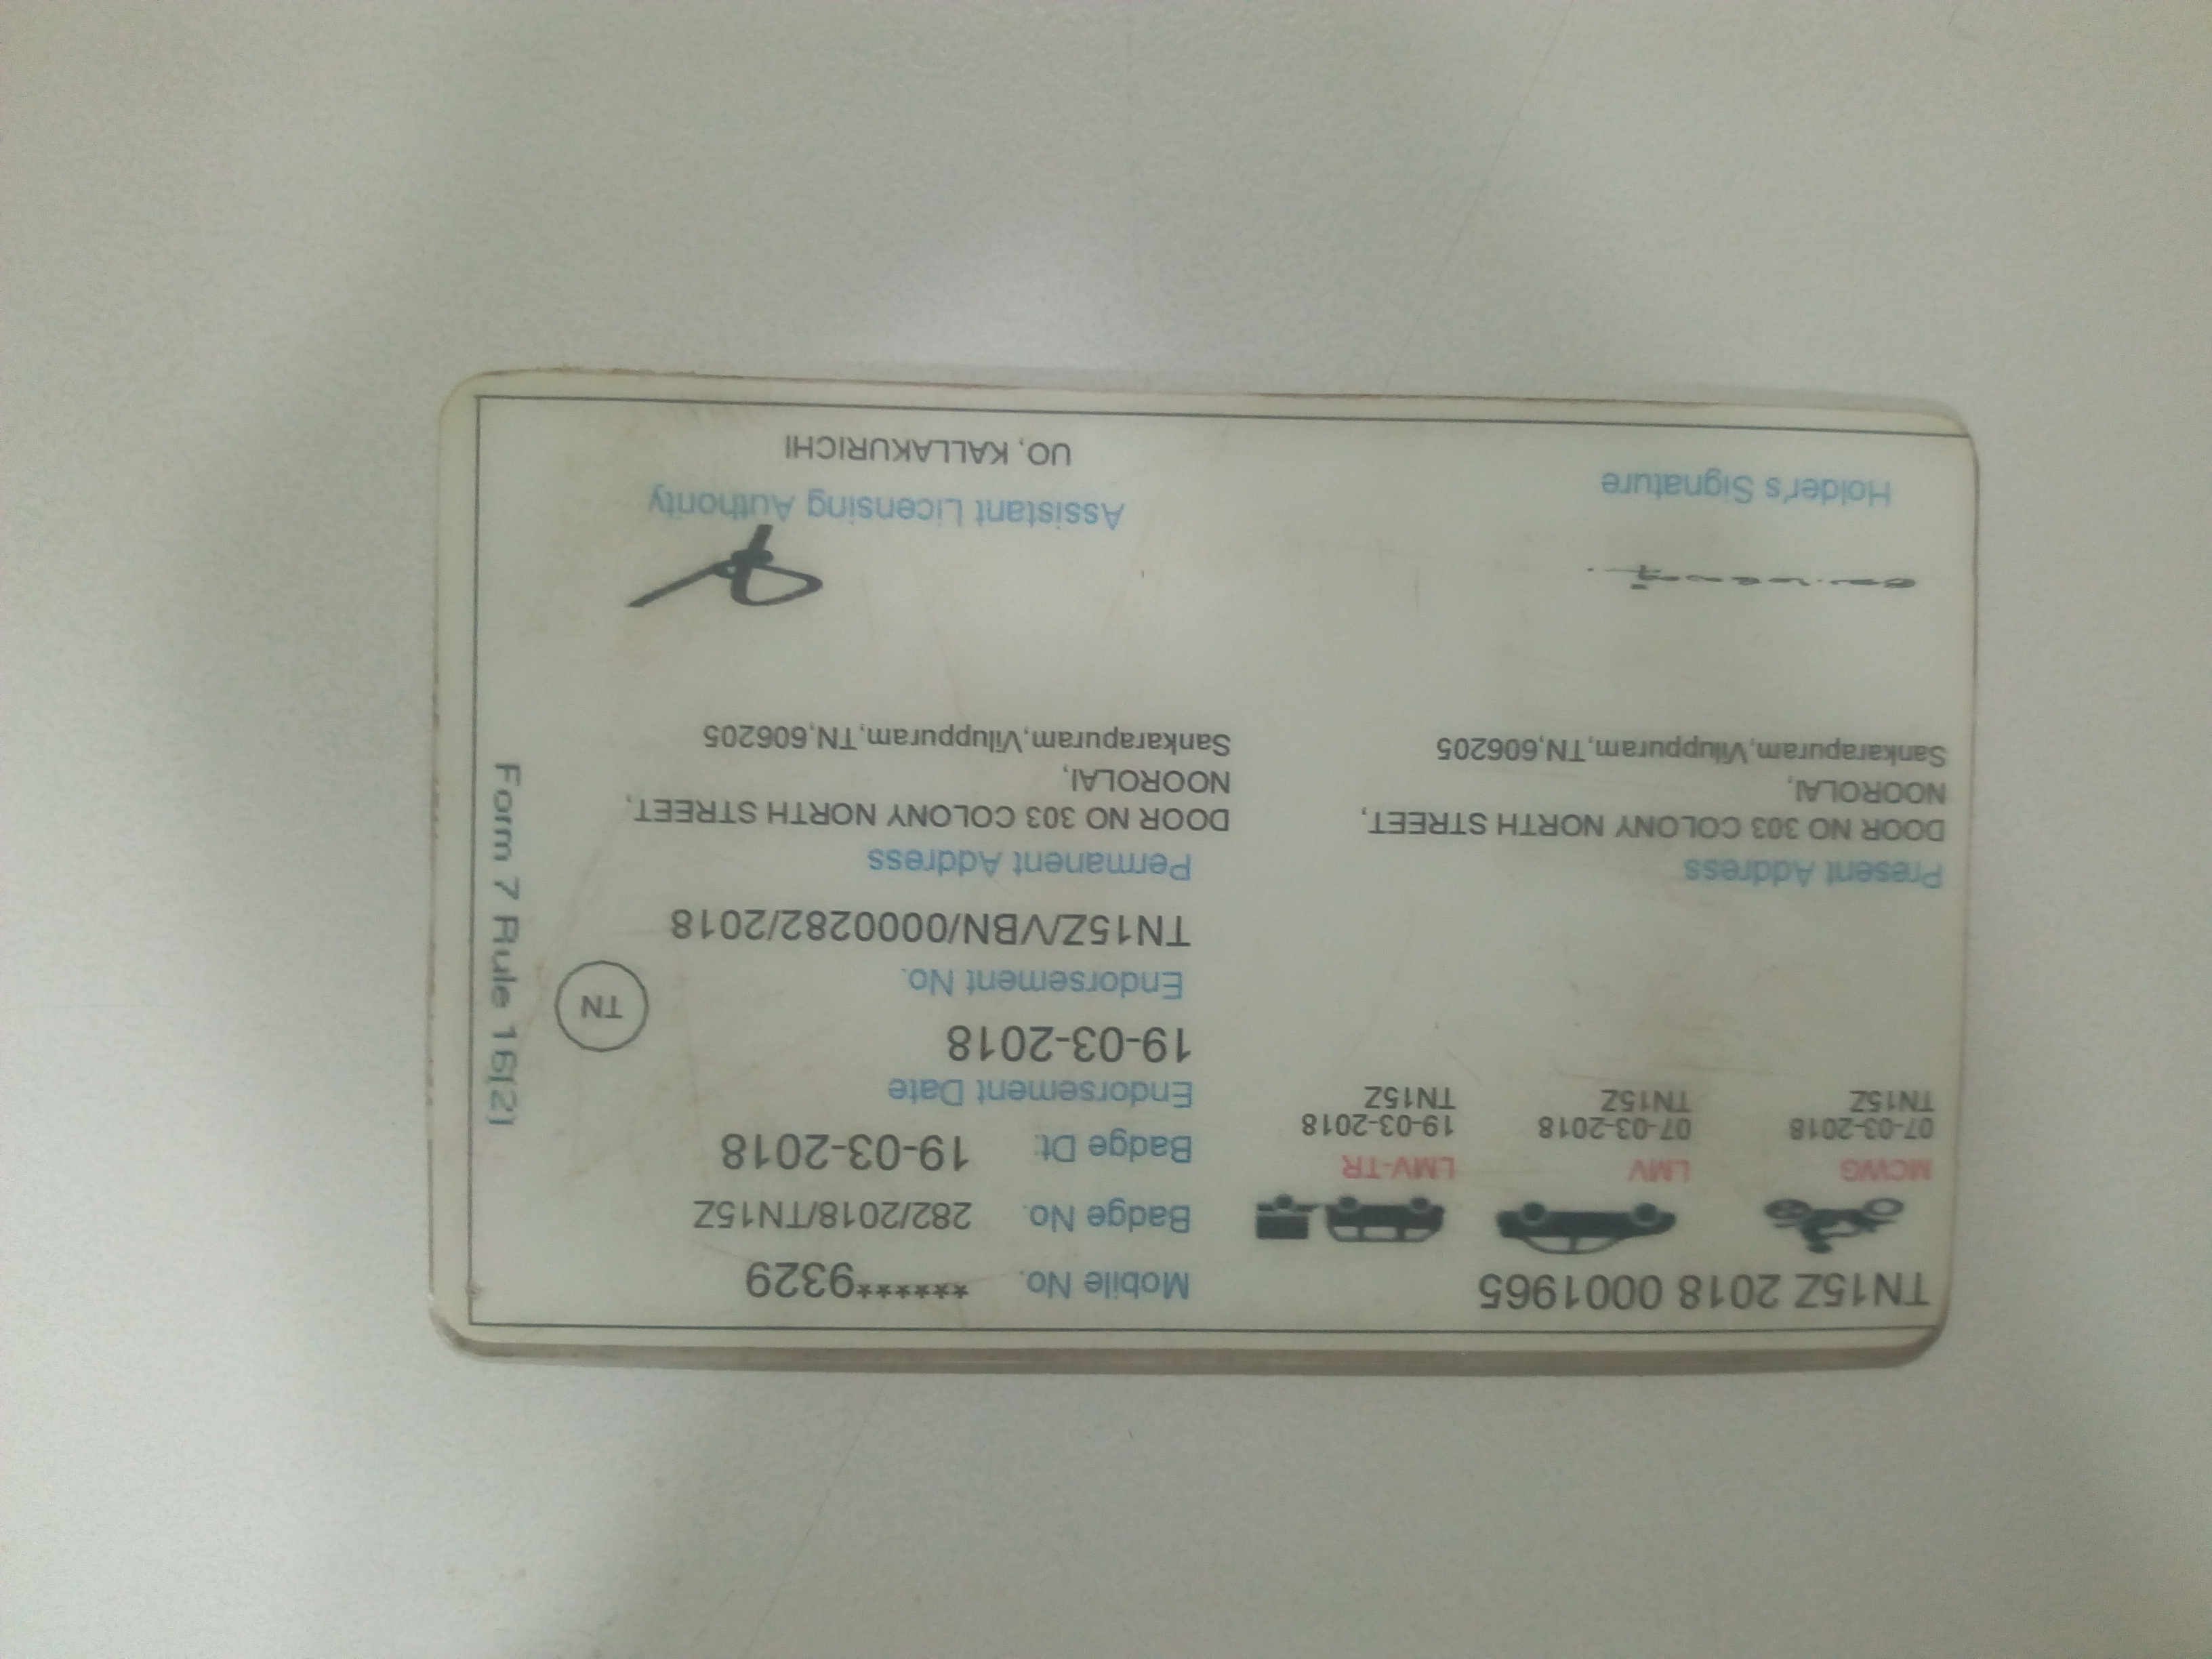 TN15Z 2018 0001965
MCWG
07-03-2018
TN15Z
LMV
07-03-2018
TN15Z
LMV-TR
19-03-2018
TN15Z
Mobile No. ******9329
Badge No. 282/2018/TN15Z
Badge Dt: 19-03-2018
Endorsement Date
19-03-2018
Endorsement No.
TN15Z/VBN/0000282/2018
TN
Form 7 Rule 16(2)
Present Address
DOOR NO 303 COLONY NORTH STREET,
NOOROLAI,
Sankarapuram,Viluppuram,TN,606205
Permanent Address
DOOR NO 303 COLONY NORTH STREET,
NOOROLAI,
Sankarapuram,Viluppuram,TN,606205
Holder's Signature
Assistant Licensing Authority
UO, KALLAKURICHI